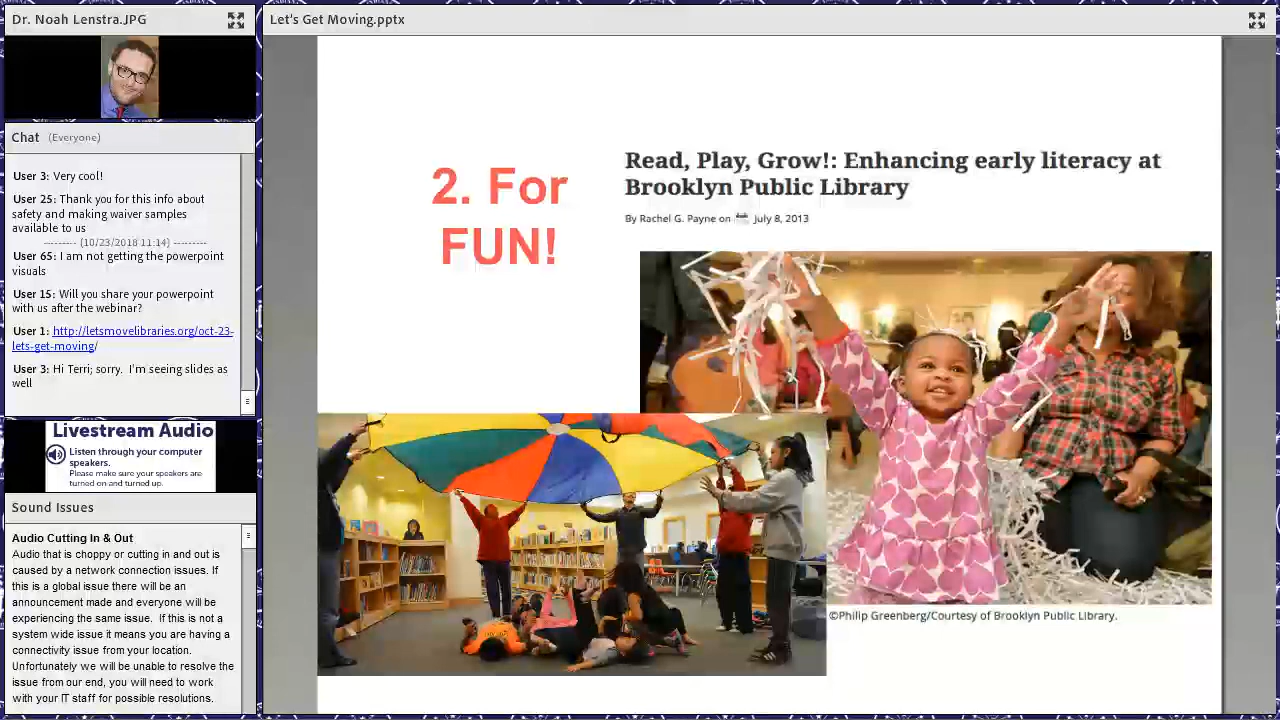 Dr. Noah Lenstra.JPG
Chat (Everyone)
User 3: Very cool!
User 25: Thank you for this info about
safety and making waiver samples
available to us
--------- (10/23/2018 11:14) ---------
User 65: I am not getting the powerpoint
visuals
User 15: Will you share your powerpoint
with us after the webinar?
User 1: http://letsmovelibraries.org/oct-23-
lets-get-moving/
User 3: Hi Terri; sorry. I'm seeing slides as
well
Livestream Audio
Listen through your computer
speakers.
Please make sure your speakers are
turned on and turned up.
Sound Issues
Audio Cutting In & Out
Audio that is choppy or cutting in and out is
caused by a network connection issues. If
this is a global issue there will be an
announcement made and everyone will be
experiencing the same issue. If this is not a
system wide issue it means you are having a
connectivity issue from your location.
Unfortunately we will be unable to resolve the
issue from our end, you will need to work
with your IT staff for possible resolutions.
Let's Get Moving.pptx
2. For
FUN!
Read, Play, Grow!: Enhancing early literacy at
Brooklyn Public Library
By Rachel G. Payne on July 8, 2013
©Philip Greenberg/Courtesy of Brooklyn Public Library.